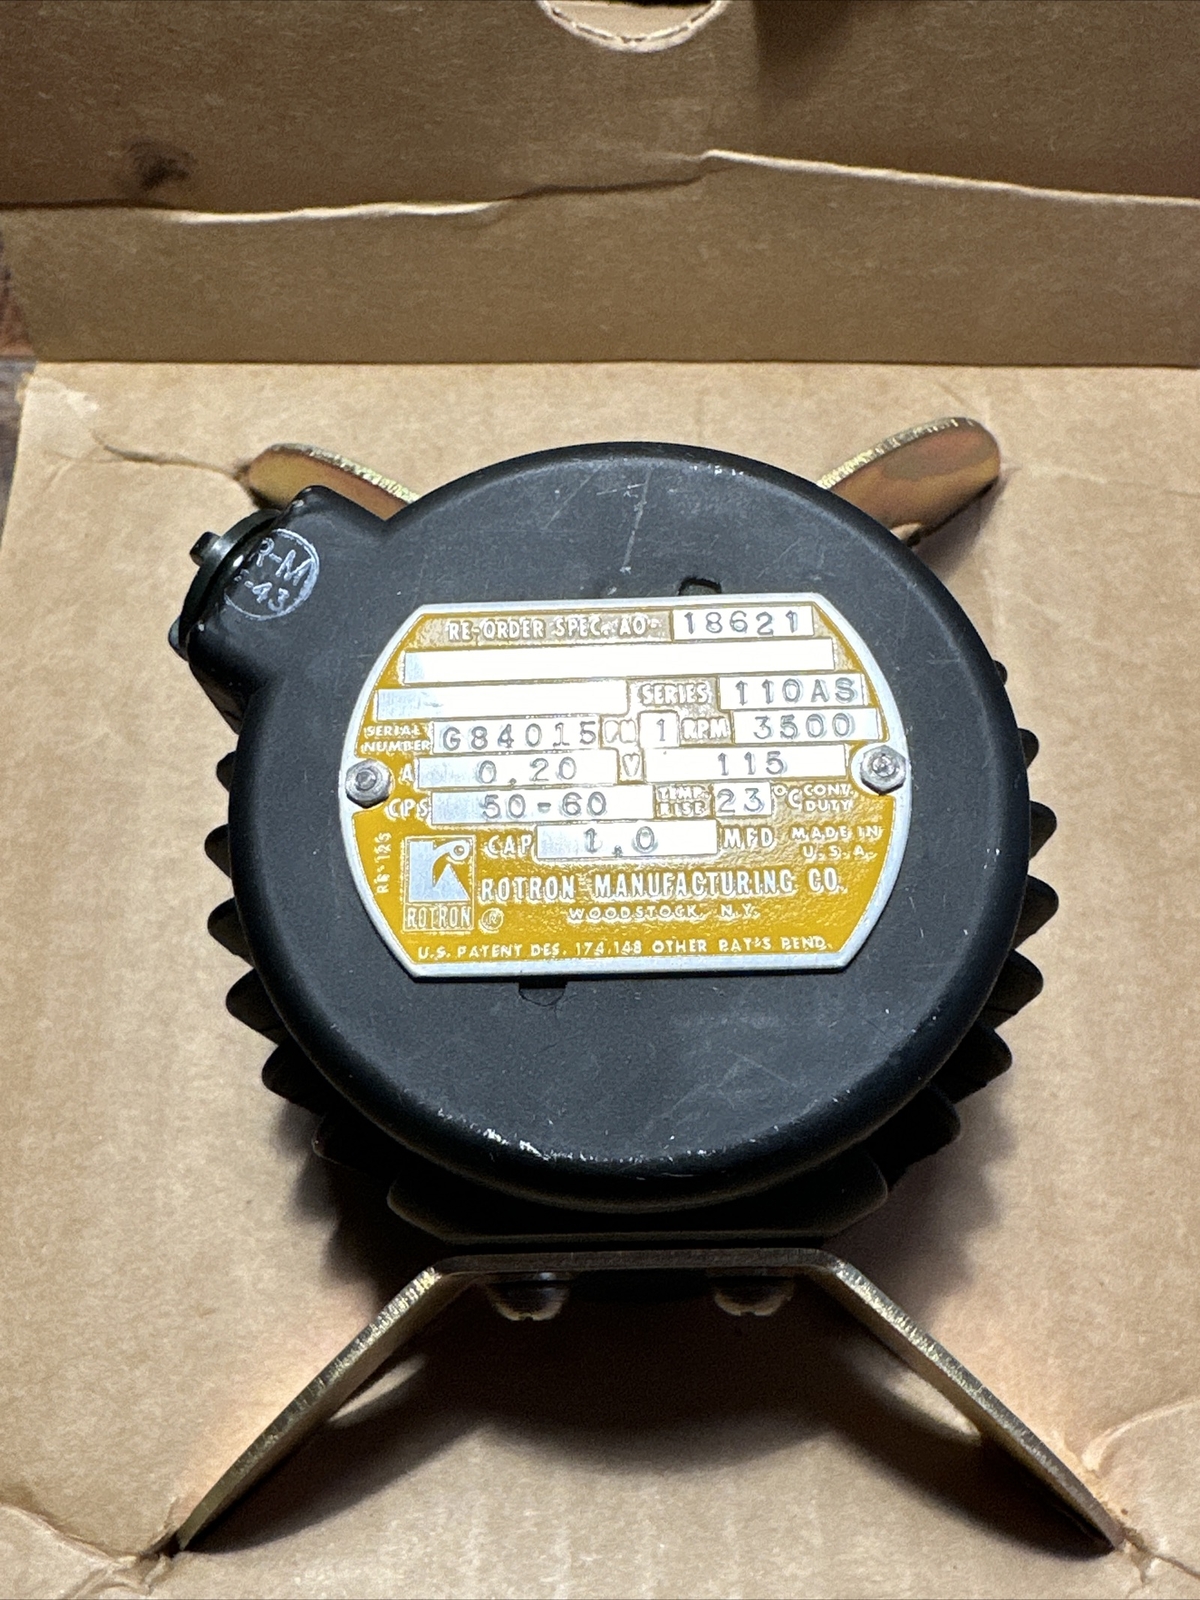 R-M
-43
RE-ORDER SPEC. AO- 18621
SERIES 110AS
SERIAL NUMBER G84015 PH 1 RPM 3500
A 0.20 V 115
CPS 50-60 TEMP. RISE 23 °C CONT. DUTY
CAP 1.0 MFD MADE IN U.S.A.
ROTRON MANUFACTURING CO.
ROTRON ® WOODSTOCK, N.Y.
U.S. PATENT DES. 174,148 OTHER PAT'S PEND.